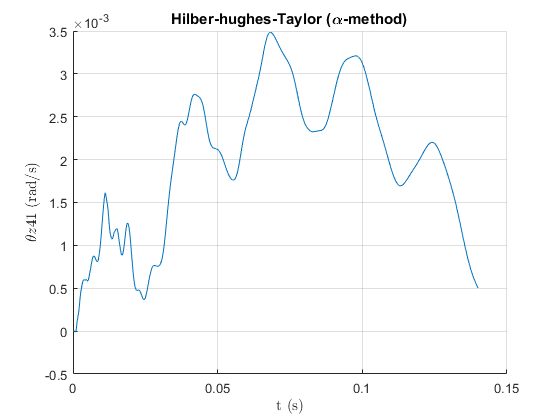 Hilber-hughes-Taylor (α-method)
×10⁻³
3.5
3
2.5
2
1.5
1
0.5
0
-0.5
θz41 (rad/s)
0 0.05 0.1 0.15
t (s)